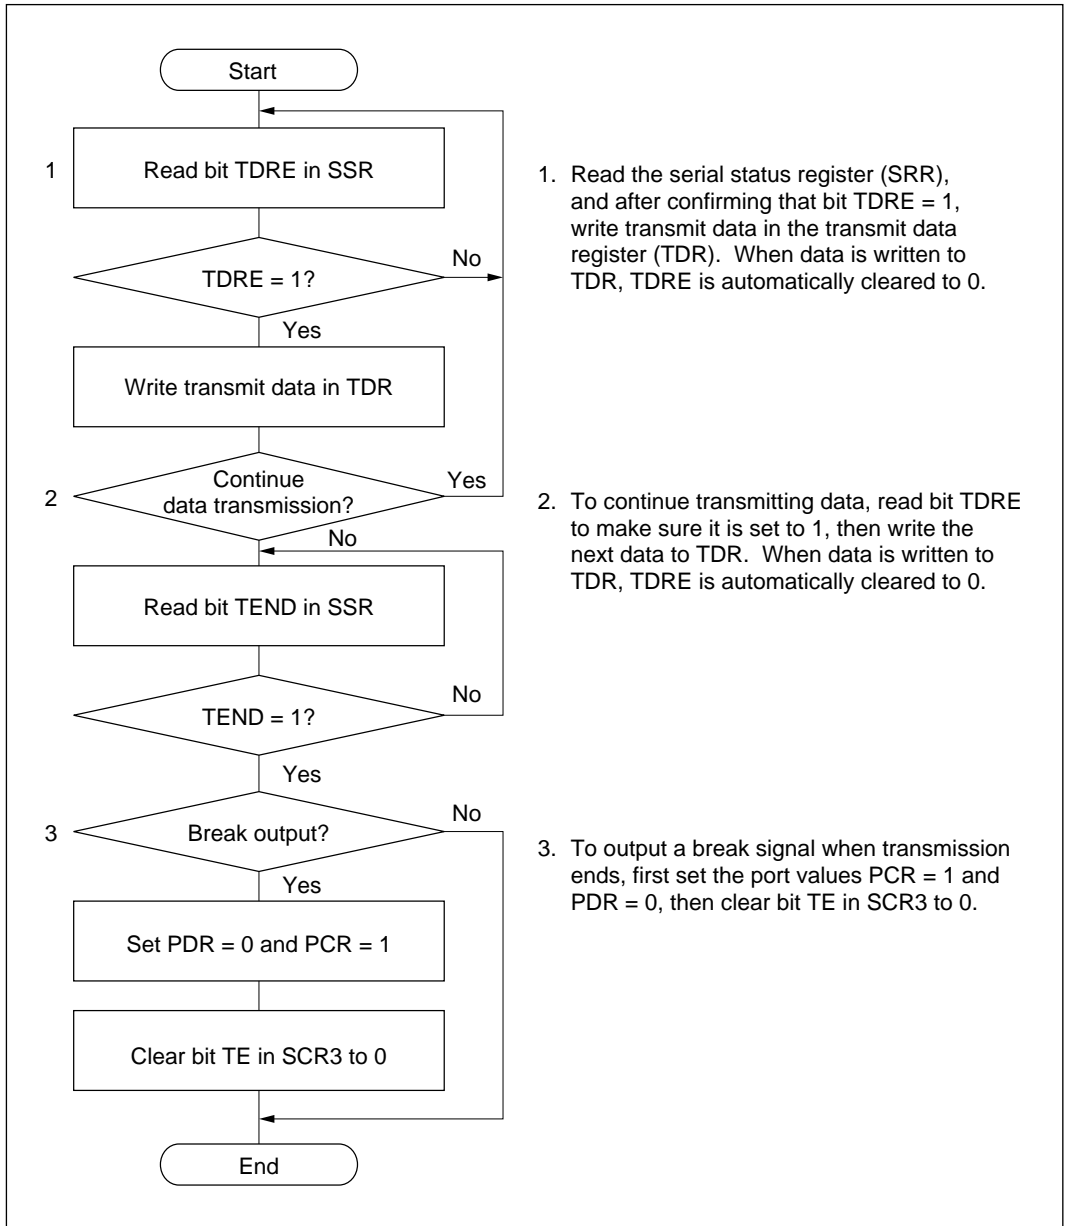 Start
1
Read bit TDRE in SSR
TDRE = 1?
No
Yes
Write transmit data in TDR
2
Continue
data transmission?
Yes
No
Read bit TEND in SSR
TEND = 1?
No
Yes
3
Break output?
No
Yes
Set PDR = 0 and PCR = 1
Clear bit TE in SCR3 to 0
End
1. Read the serial status register (SRR),
and after confirming that bit TDRE = 1,
write transmit data in the transmit data
register (TDR). When data is written to
TDR, TDRE is automatically cleared to 0.
2. To continue transmitting data, read bit TDRE
to make sure it is set to 1, then write the
next data to TDR. When data is written to
TDR, TDRE is automatically cleared to 0.
3. To output a break signal when transmission
ends, first set the port values PCR = 1 and
PDR = 0, then clear bit TE in SCR3 to 0.